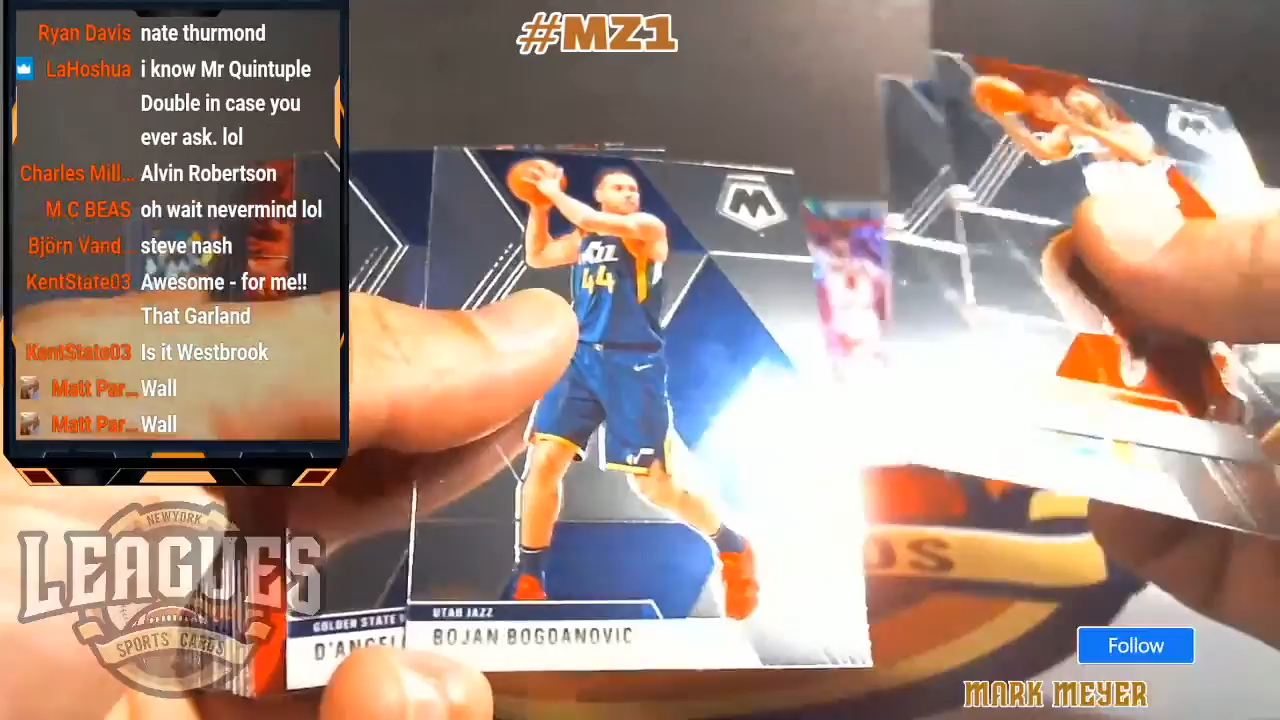 #MZ1
Ryan Davis nate thurmond
LaHoshua i know Mr Quintuple
Double in case you
ever ask. lol
Charles Mill... Alvin Robertson
M.C BEAS oh wait nevermind lol
Björn Vand... steve nash
KentState03 Awesome - for me!!
That Garland
KentState03 Is it Westbrook
Matt Par... Wall
Matt Par... Wall
M
JAZZ
44
UTAH JAZZ
BOJAN BOGDANOVIC
GOLDEN STATE
D'ANGEL
NEWYORK
LEAGUES
SPORTS CARDS
DS
Follow
MARK MEYER